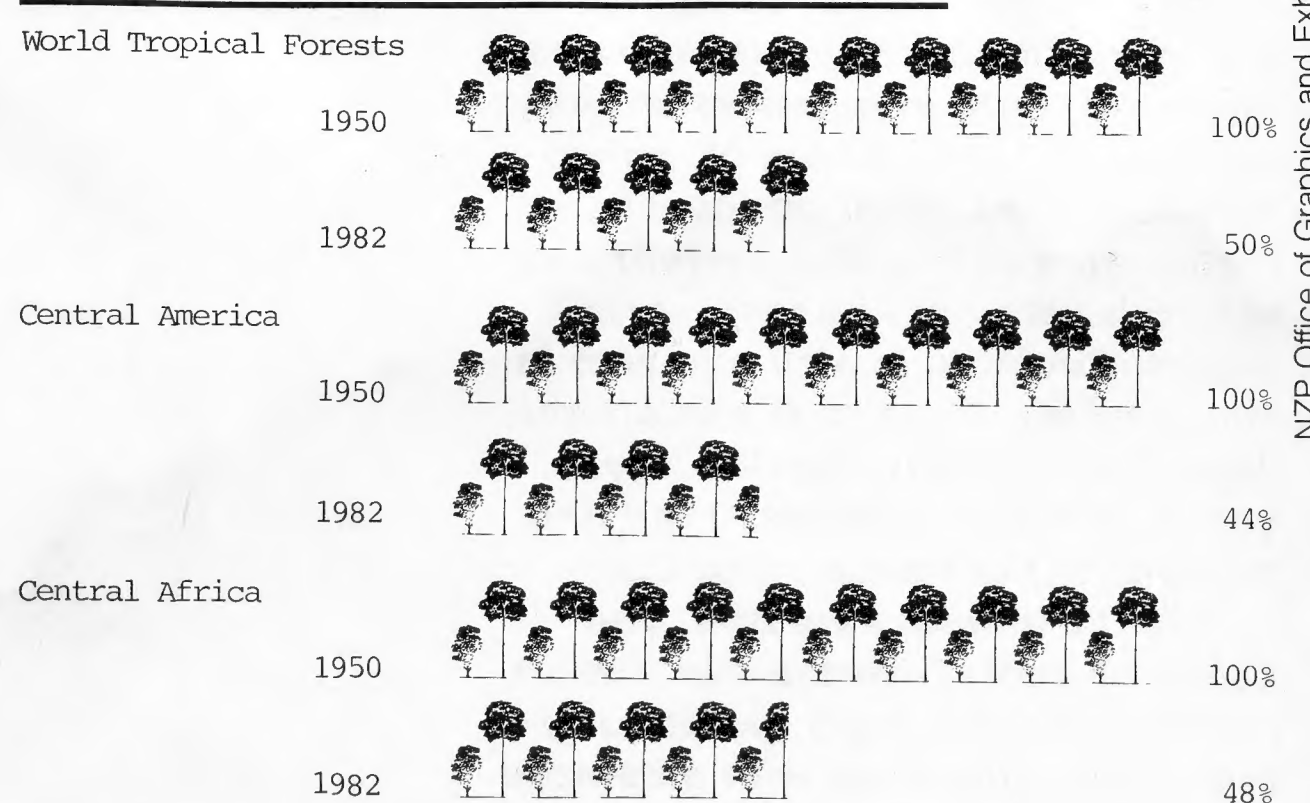 World Tropical Forests
1950 100%
1982 50%
Central America
1950 100%
1982 44%
Central Africa
1950 100%
1982 48%
NZP Office of Graphics and